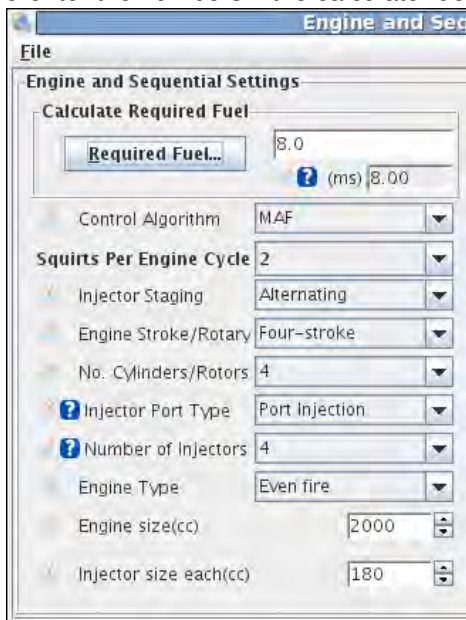 Engine and Sec
File
Engine and Sequential Settings
Calculate Required Fuel
Required Fuel... 8.0
? (ms) 8.00
Control Algorithm MAF
Squirts Per Engine Cycle 2
Injector Staging Alternating
Engine Stroke/Rotary Four-stroke
No. Cylinders/Rotors 4
? Injector Port Type Port Injection
? Number of Injectors 4
Engine Type Even fire
Engine size(cc) 2000
Injector size each(cc) 180